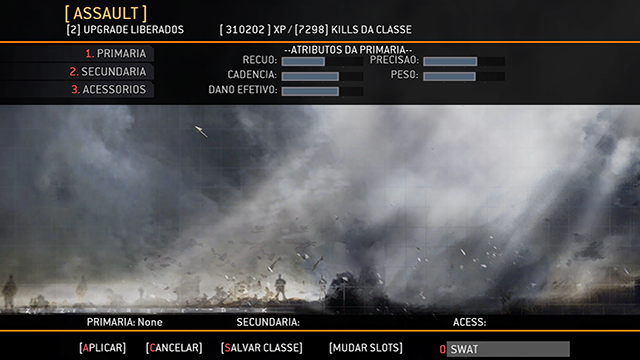 [ ASSAULT ]
[2] UPGRADE LIBERADOS [ 310202 ] XP / [7298] KILLS DA CLASSE
--ATRIBUTOS DA PRIMARIA--
1. PRIMARIA RECUO: PRECISAO:
2. SECUNDARIA CADENCIA: PESO:
3. ACESSORIOS DANO EFETIVO:
PRIMARIA: None SECUNDARIA: ACESS:
[APLICAR] [CANCELAR] [SALVAR CLASSE] [MUDAR SLOTS] 0 SWAT